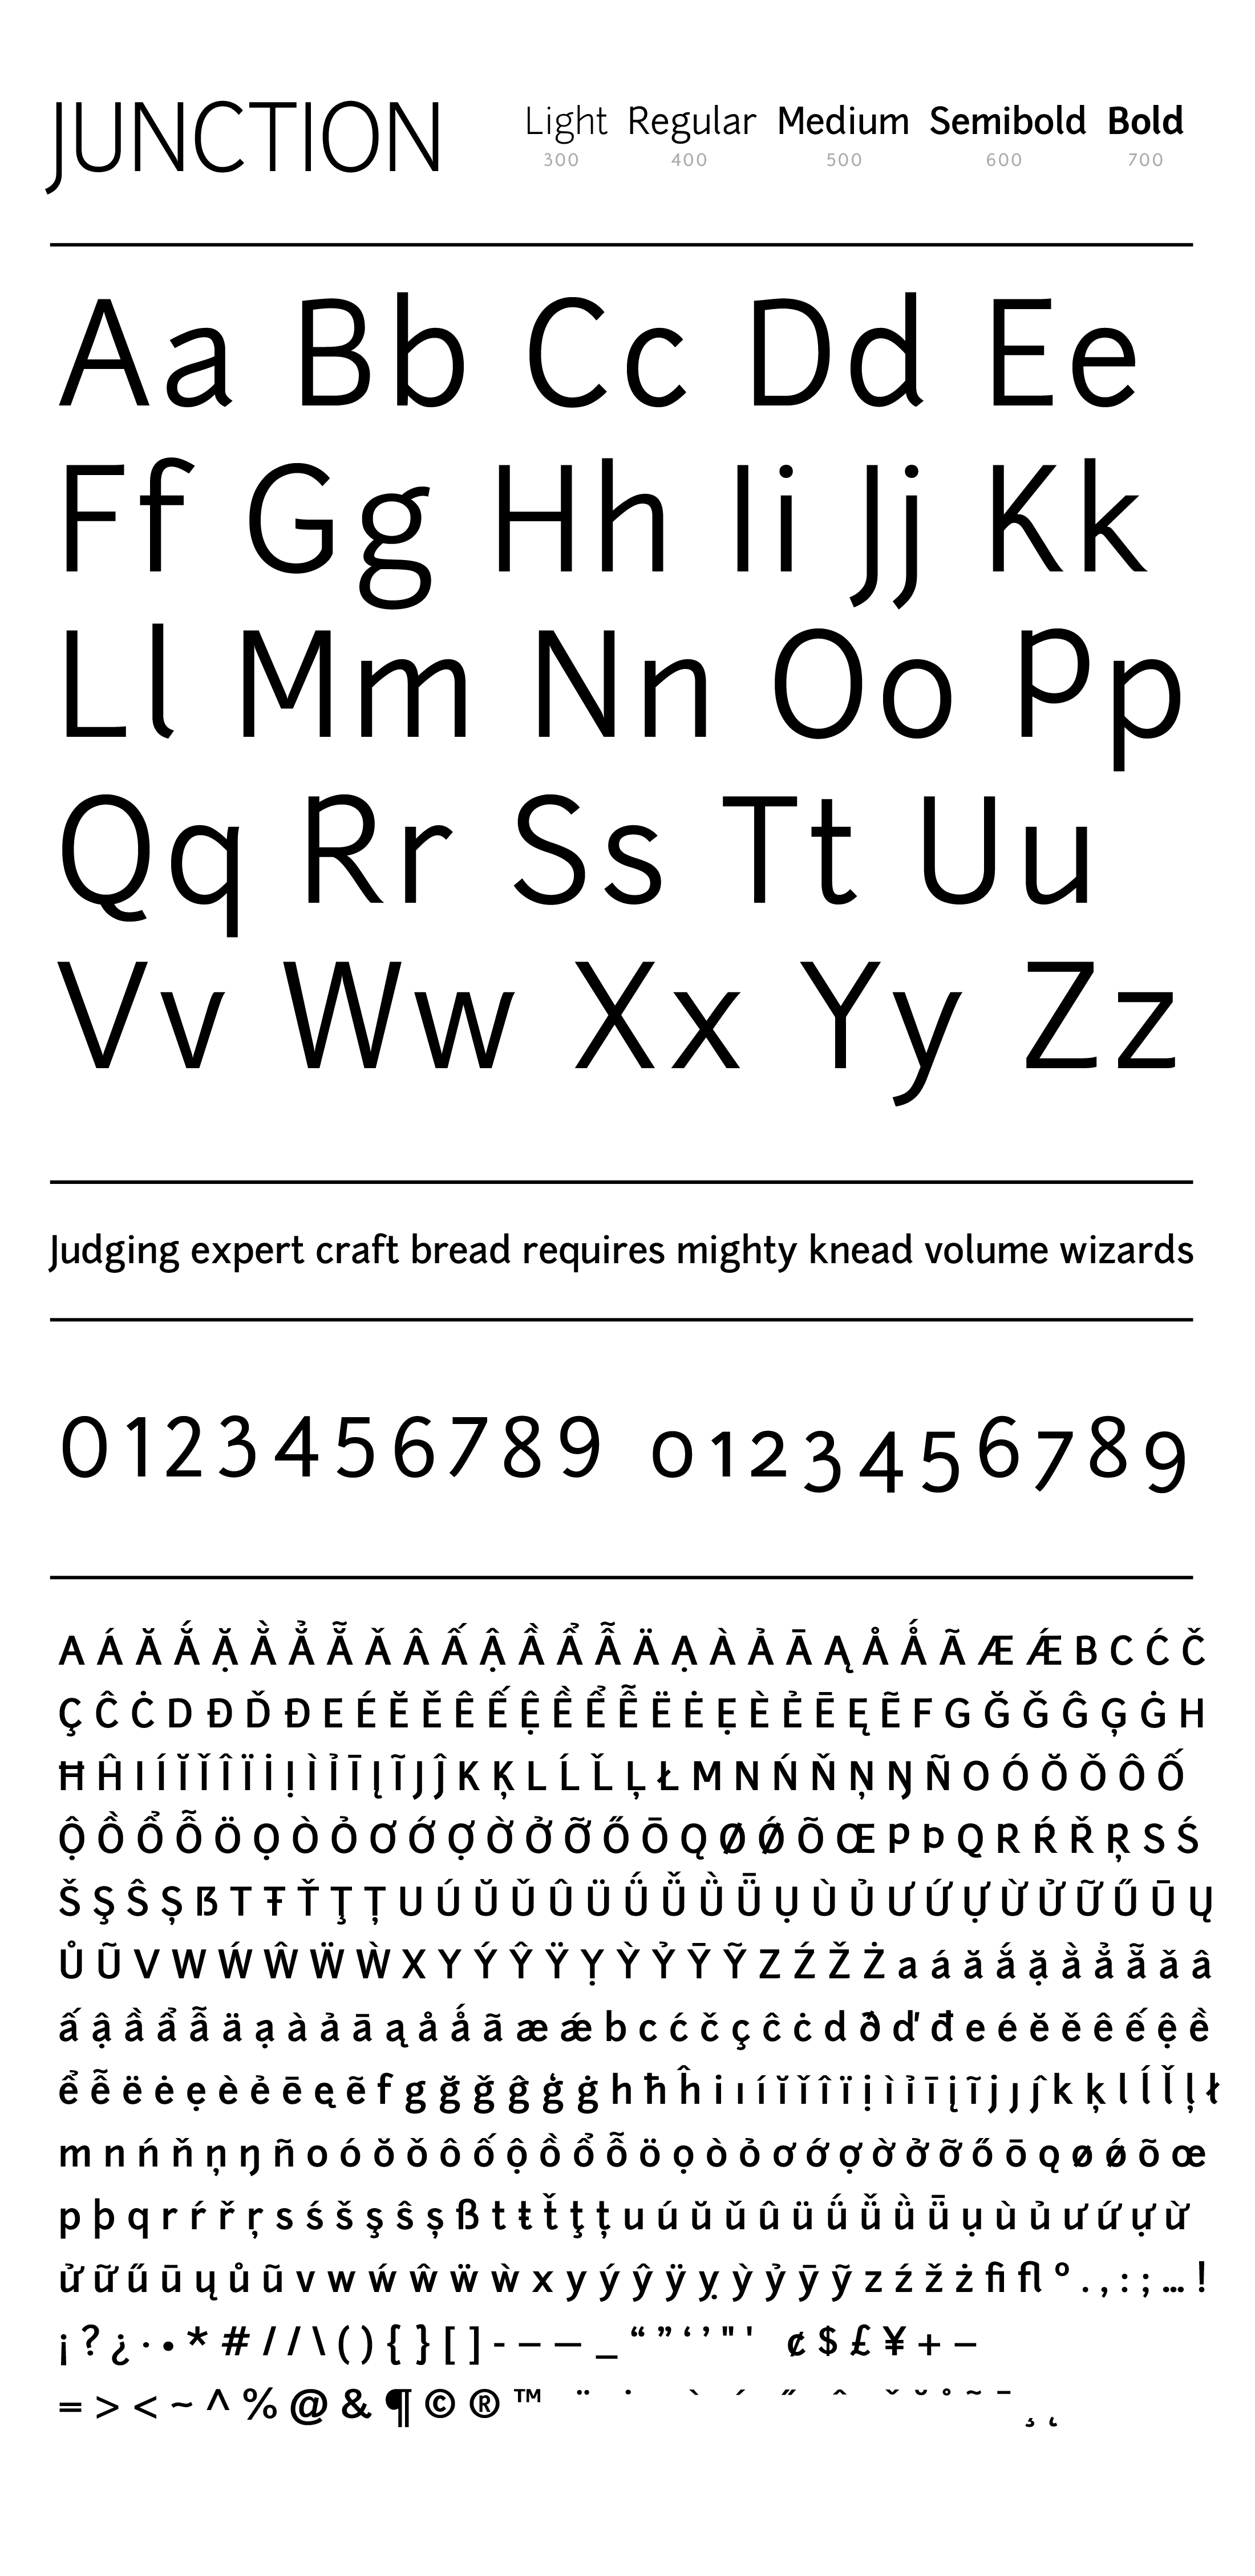 JUNCTION Light Regular Medium Semibold Bold
300 400 500 600 700
Aa Bb Cc Dd Ee
Ff Gg Hh Ii Jj Kk
Ll Mm Nn Oo Pp
Qq Rr Ss Tt Uu
Vv Ww Xx Yy Zz
Judging expert craft bread requires mighty knead volume wizards
0123456789 0123456789
A Á Ă Ắ Ặ Ằ Ẳ Ẵ Ǎ Â Ấ Ậ Ầ Ẩ Ẫ Ä Ạ À Ả Ā Ą Å Ǻ Ã Æ Ǽ B C Ć Č
Ç Ĉ Ċ D Ð Ď Đ E É Ĕ Ě Ê Ế Ệ Ề Ể Ễ Ë Ė Ẹ È Ẻ Ē Ę Ẽ F G Ğ Ǧ Ĝ Ģ Ġ H
Ħ Ĥ I Í Ĭ Ǐ Î Ï İ Ị Ì Ỉ Ī Į Ĩ J Ĵ K Ķ L Ĺ Ľ Ļ Ł M N Ń Ň Ņ Ŋ Ñ O Ó Ŏ Ǒ Ô Ố
Ộ Ồ Ổ Ỗ Ö Ọ Ò Ỏ Ơ Ớ Ợ Ờ Ở Ỡ Ő Ō Ǫ Ø Ǿ Õ Œ P Þ Q R Ŕ Ř Ŗ S Ś
Š Ş Ŝ Ș ẞ T Ŧ Ť Ţ Ț U Ú Ŭ Ǔ Û Ü Ǘ Ǚ Ǜ Ǖ Ụ Ù Ủ Ư Ứ Ự Ừ Ử Ữ Ű Ū Ų
Ů Ũ V W Ẃ Ŵ Ẅ Ẁ X Y Ý Ŷ Ÿ Ỵ Ỳ Ỷ Ȳ Ỹ Z Ź Ž Ż a á ă ắ ặ ằ ẳ ẵ ǎ â
ấ ậ ầ ẩ ẫ ä ạ à ả ā ą å ǻ ã æ ǽ b c ć č ç ĉ ċ d ð ď đ e é ĕ ě ê ế ệ ề
ể ễ ë ė ẹ è ẻ ē ę ẽ f g ğ ǧ ĝ ģ ġ h ħ ĥ i ı í ĭ ǐ î ï ị ì ỉ ī į ĩ j ȷ ĵ k ķ l ĺ ľ ļ ł
m n ń ň ņ ŋ ñ o ó ŏ ǒ ô ố ộ ồ ổ ỗ ö ọ ò ỏ ơ ớ ợ ờ ở ỡ ő ō ǫ ø ǿ õ œ
p þ q r ŕ ř ŗ s ś š ş ŝ ș ß t ŧ ť ţ ț u ú ŭ ǔ û ü ǘ ǚ ǜ ǖ ụ ù ủ ư ứ ự ừ
ử ữ ű ū ų ů ũ v w ẃ ŵ ẅ ẁ x y ý ŷ ÿ ỵ ỳ ỷ ȳ ỹ z ź ž ż ﬁ ﬂ º . , : ; … !
¡ ? ¿ · • * # / / \ ( ) { } [ ] - – — _ “ ” ‘ ’ " ' ¢ $ £ ¥ + −
= > < ~ ^ % @ & ¶ © ® ™ ¨ ˙ ` ´ ˝ ˆ ˇ ˘ ˚ ˜ ¯ ¸ ˛